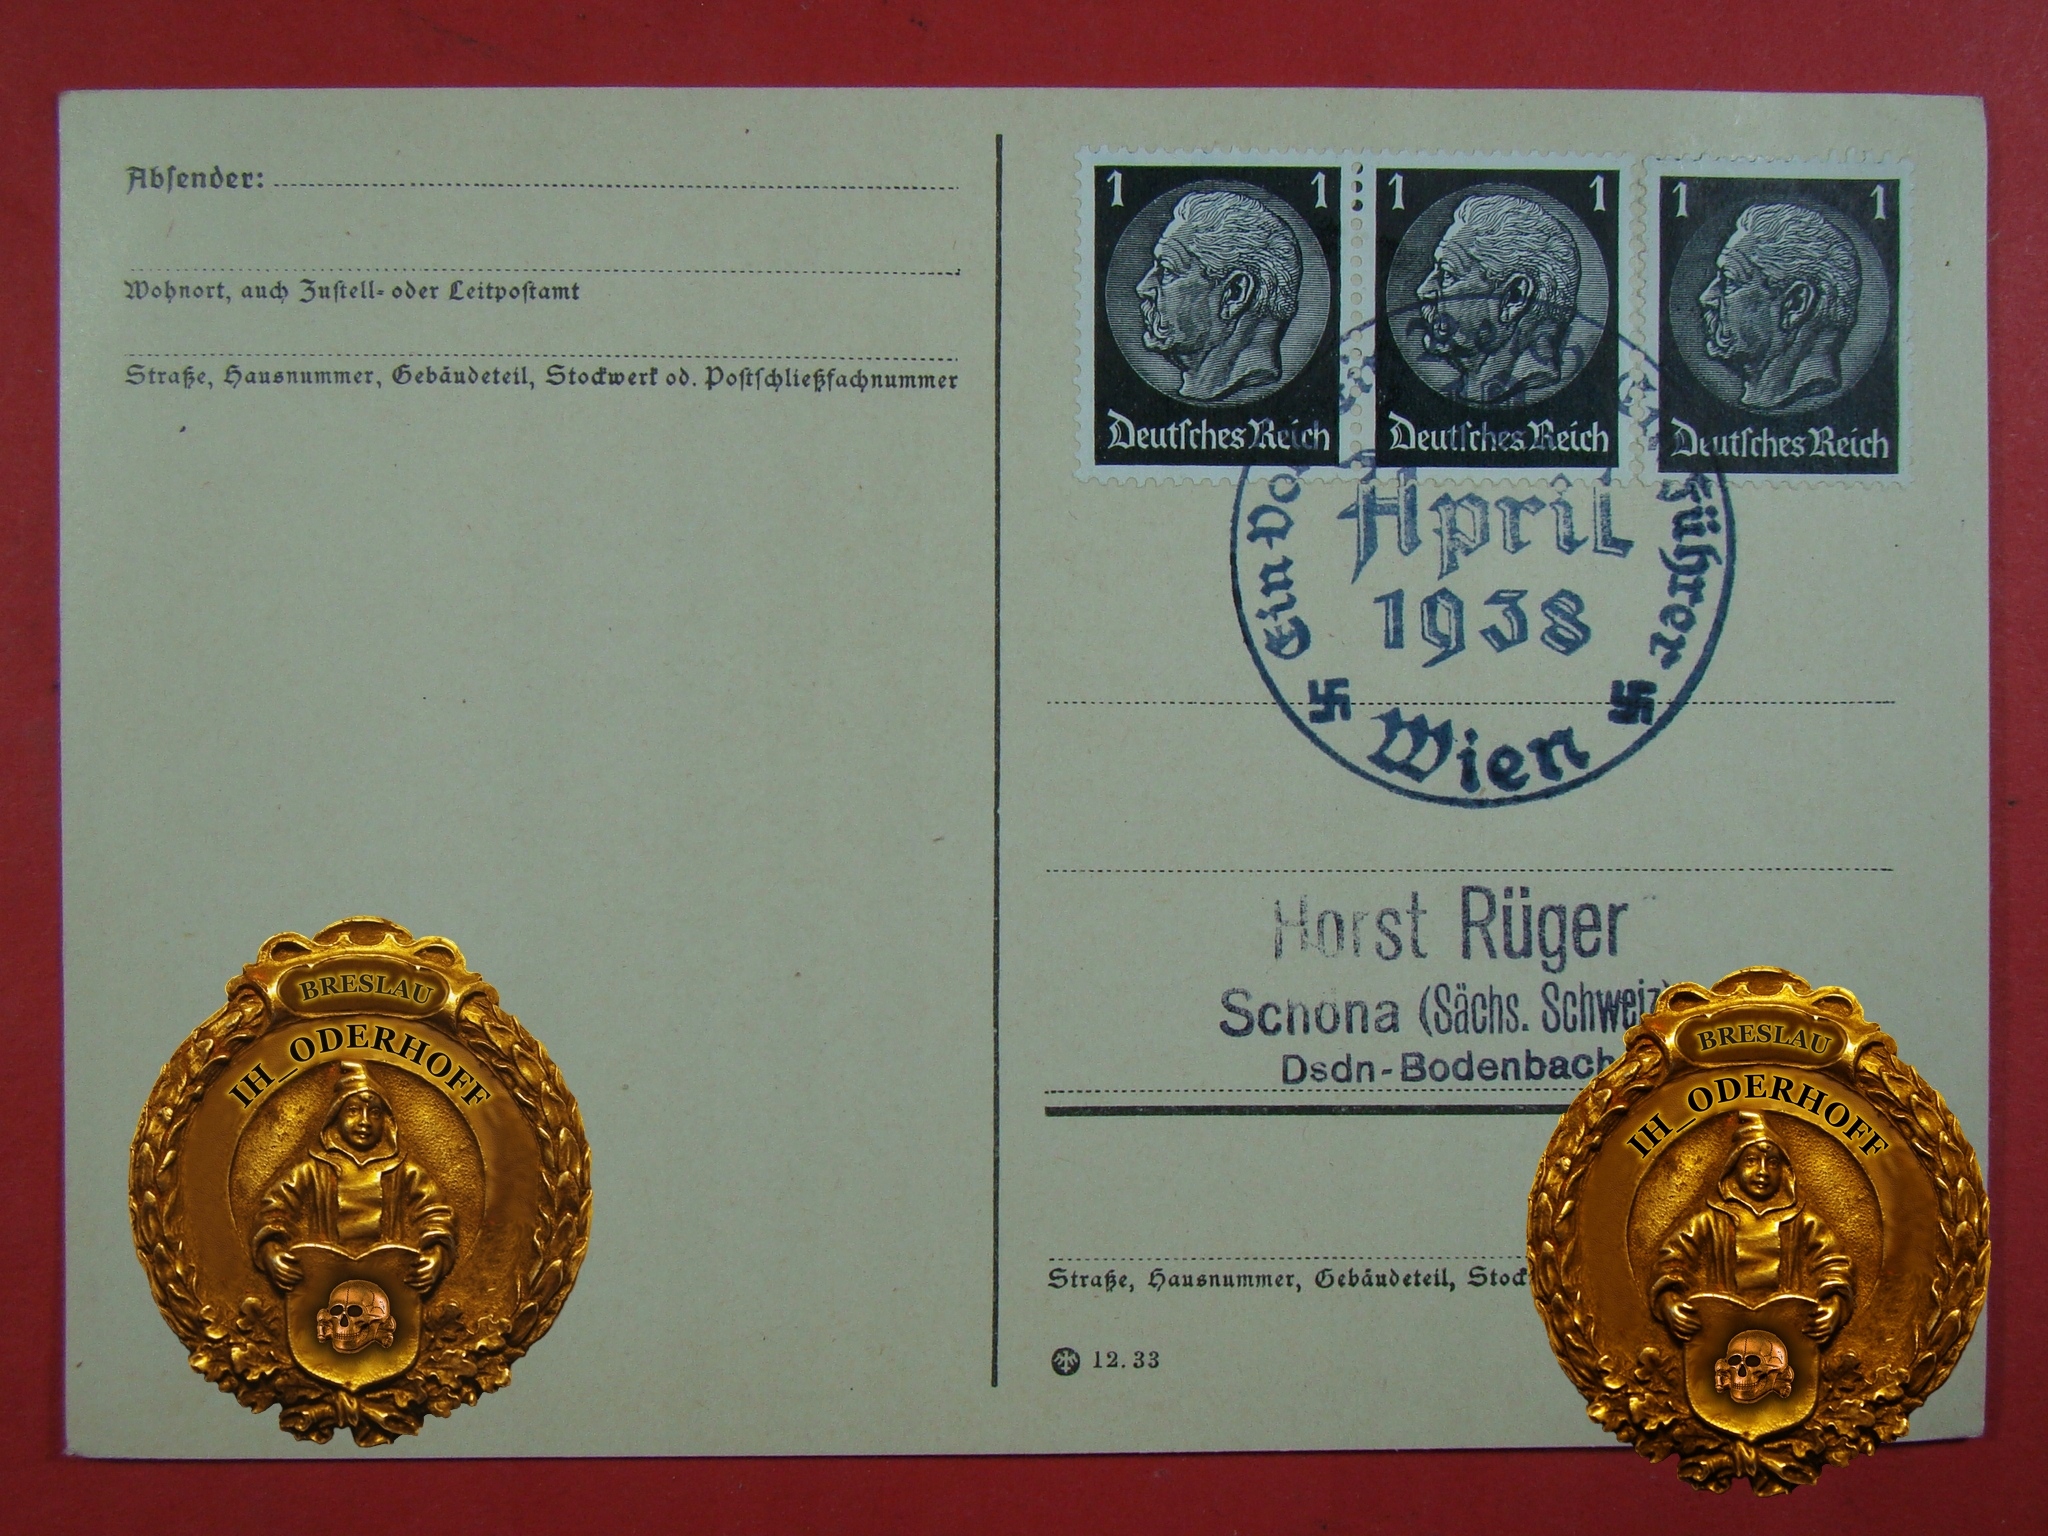 Absender:
Wohnort, auch Zustell- oder Leitpostamt
Straße, Hausnummer, Gebäudeteil, Stockwerk od. Postschließfachnummer
1 1
Deutsches Reich
1 1
Deutsches Reich
1 1
Deutsches Reich
Ein Führer
April
1938
Wien
Horst Rüger
Schöna (Sächs. Schweiz)
Dsdn-Bodenbach
Straße, Hausnummer, Gebäudeteil, Stock
12.33
BRESLAU
IH_ODERHOFF
BRESLAU
IH_ODERHOFF